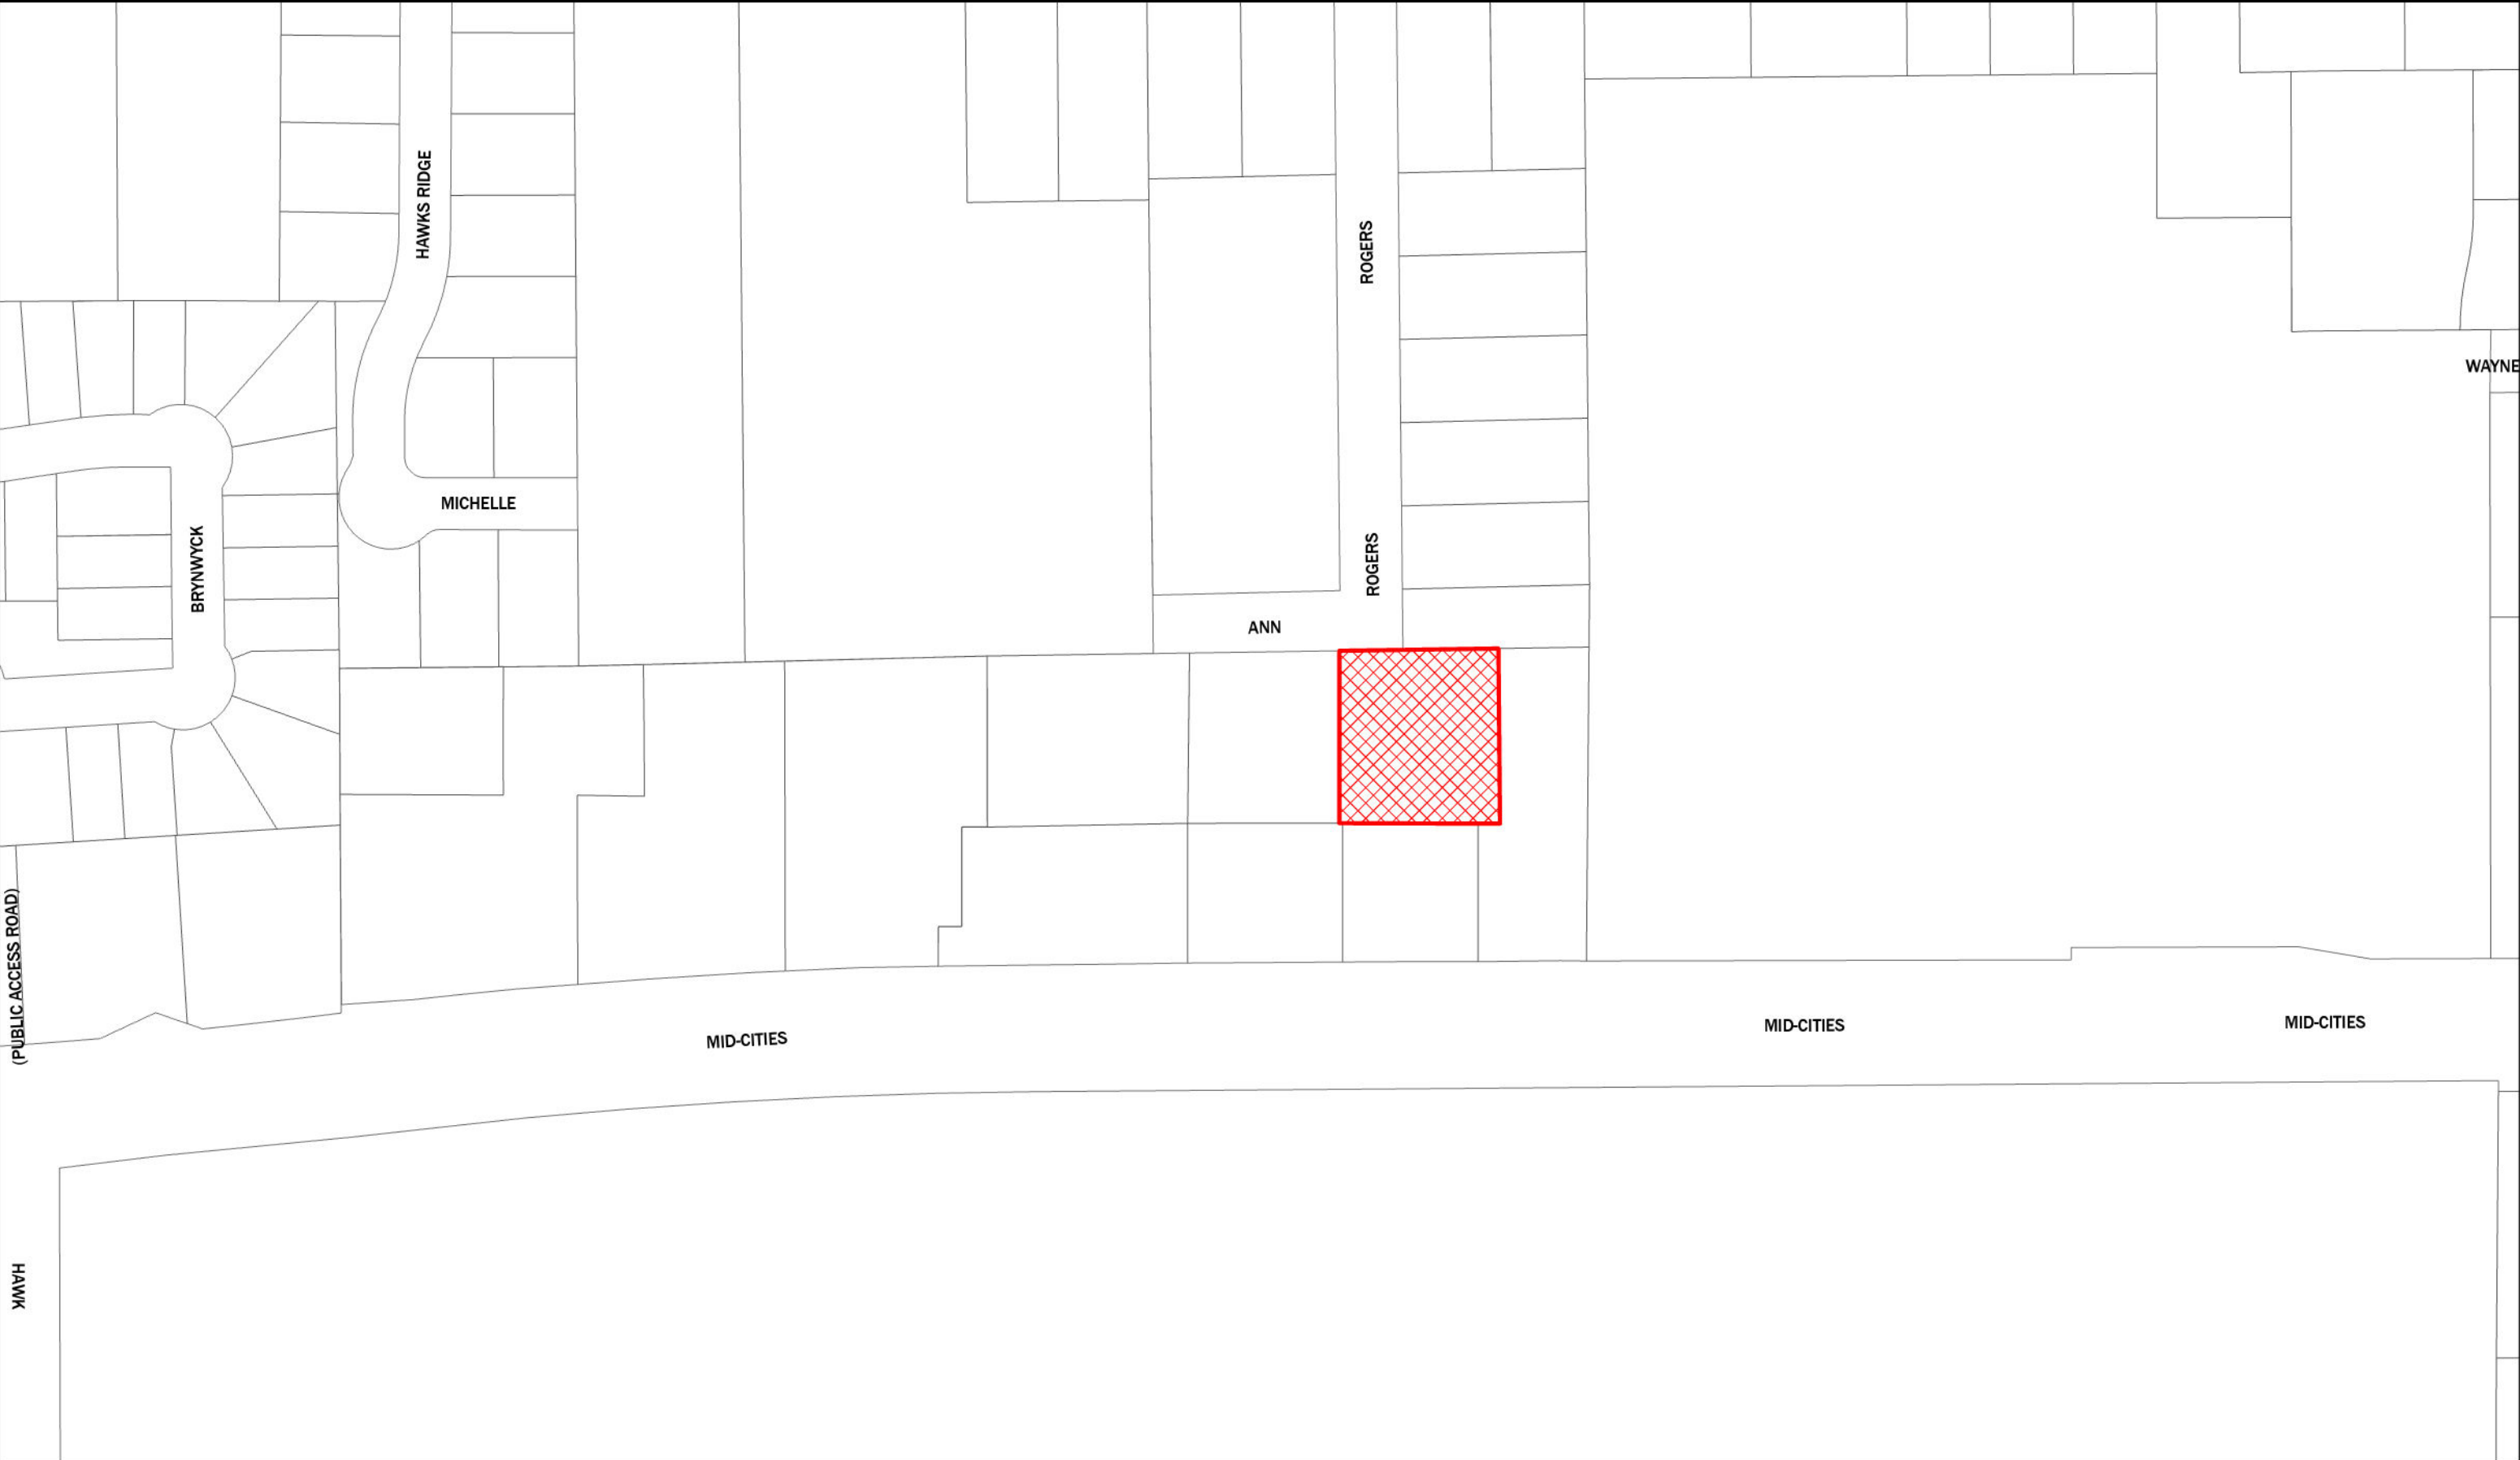 HAWKS RIDGE
ROGERS
WAYNE
MICHELLE
BRYNWYCK
ROGERS
ANN
(PUBLIC ACCESS ROAD)
MID-CITIES
MID-CITIES
MID-CITIES
HAWK